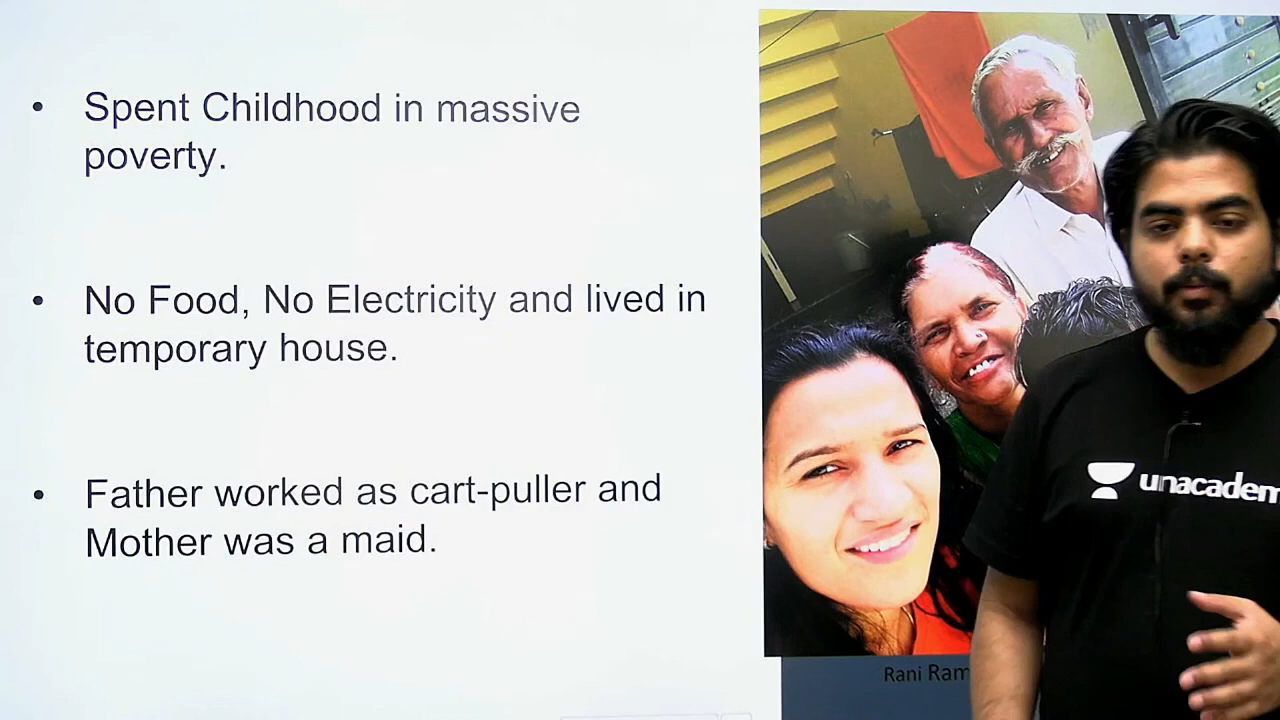 • Spent Childhood in massive
poverty.
• No Food, No Electricity and lived in
temporary house.
• Father worked as cart-puller and
Mother was a maid.
unacadem
Rani Ram